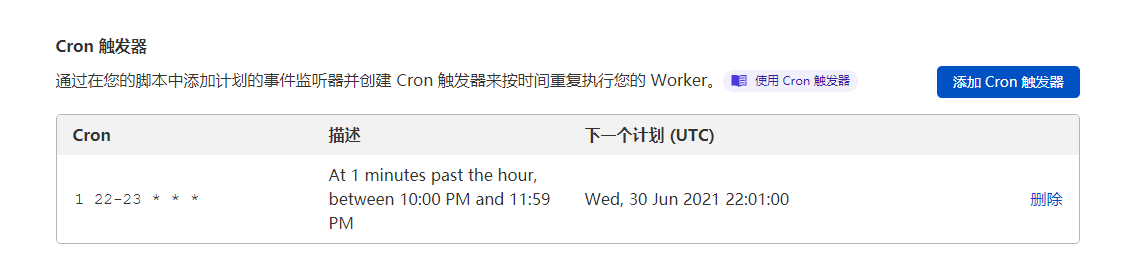 Cron 触发器
通过在您的脚本中添加计划的事件监听器并创建 Cron 触发器来按时间重复执行您的 Worker。 使用 Cron 触发器 添加 Cron 触发器
Cron 描述 下一个计划 (UTC)
At 1 minutes past the hour,
1 22-23 * * * between 10:00 PM and 11:59 Wed, 30 Jun 2021 22:01:00 删除
PM